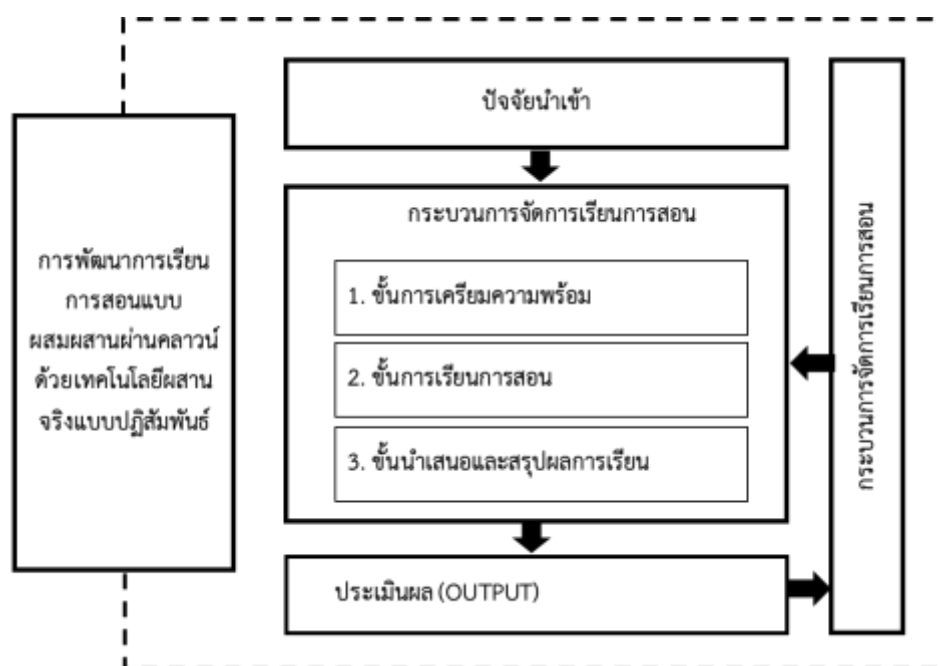 ปัจจัยนำเข้า
กระบวนการจัดการเรียนการสอน
1. ขั้นการเครียมความพร้อม
2. ขั้นการเรียนการสอน
3. ขั้นนำเสนอและสรุปผลการเรียน
ประเมินผล (OUTPUT)
การพัฒนาการเรียน
การสอนแบบ
ผสมผสานผ่านคลาวน์
ด้วยเทคโนโลยีผสาน
จริงแบบปฏิสัมพันธ์
กระบวนการจัดการเรียนการสอน